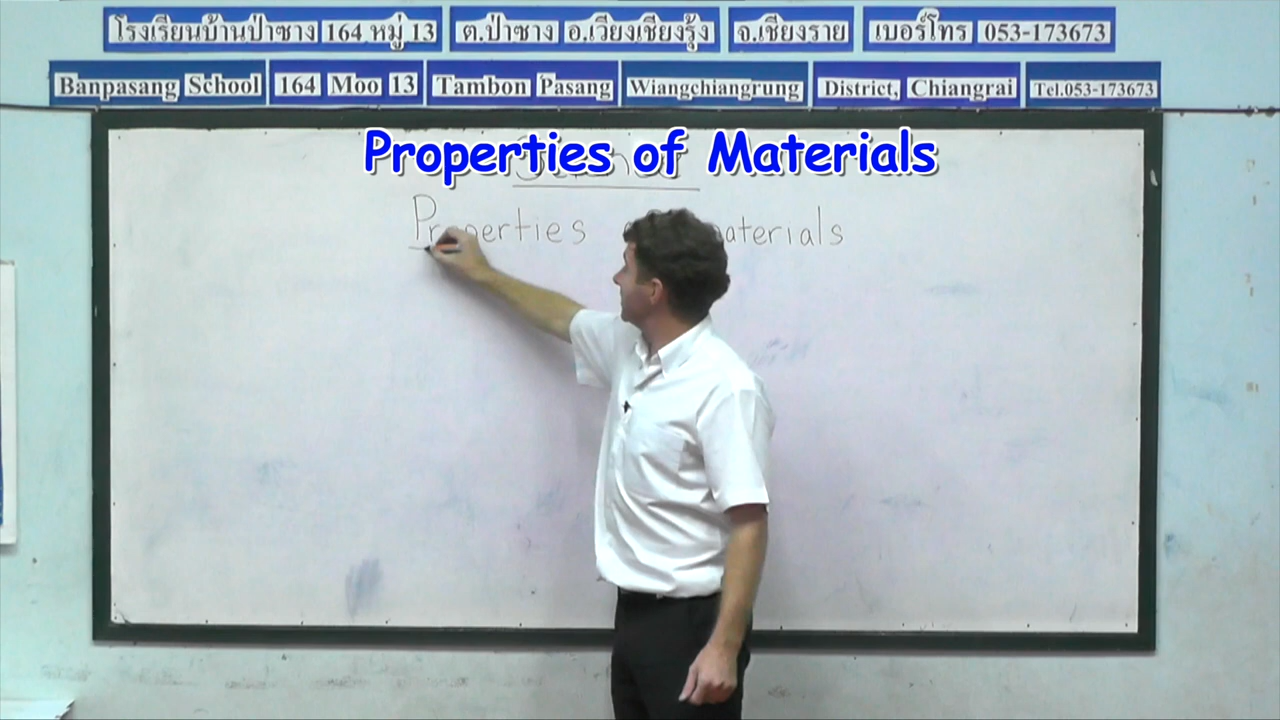 โรงเรียนบ้านป่าซาง 164 หมู่ 13 ต.ป่าซาง อ.เวียงเชียงรุ้ง จ.เชียงราย เบอร์โทร 053-173673
Banpasang School 164 Moo 13 Tambon Pasang Wiangchiangrung District, Chiangrai Tel.053-173673
Properties of Materials
Properties materials